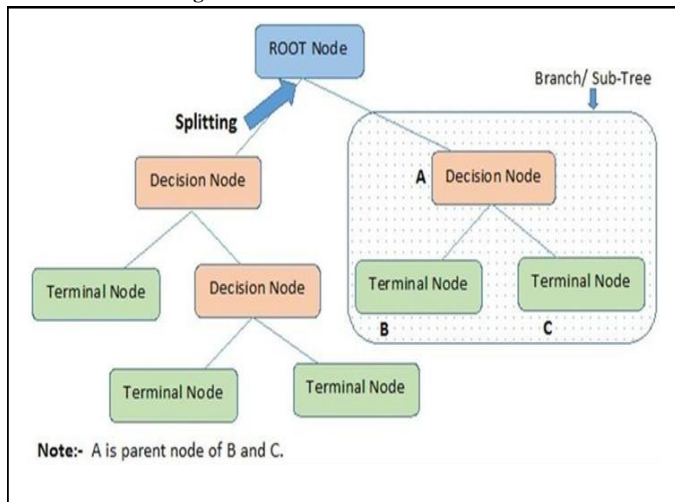 ROOT Node
Branch/ Sub-Tree
Splitting
Decision Node
A
Decision Node
Terminal Node
Decision Node
Terminal Node
Terminal Node
B
C
Terminal Node
Terminal Node
Note:- A is parent node of B and C.